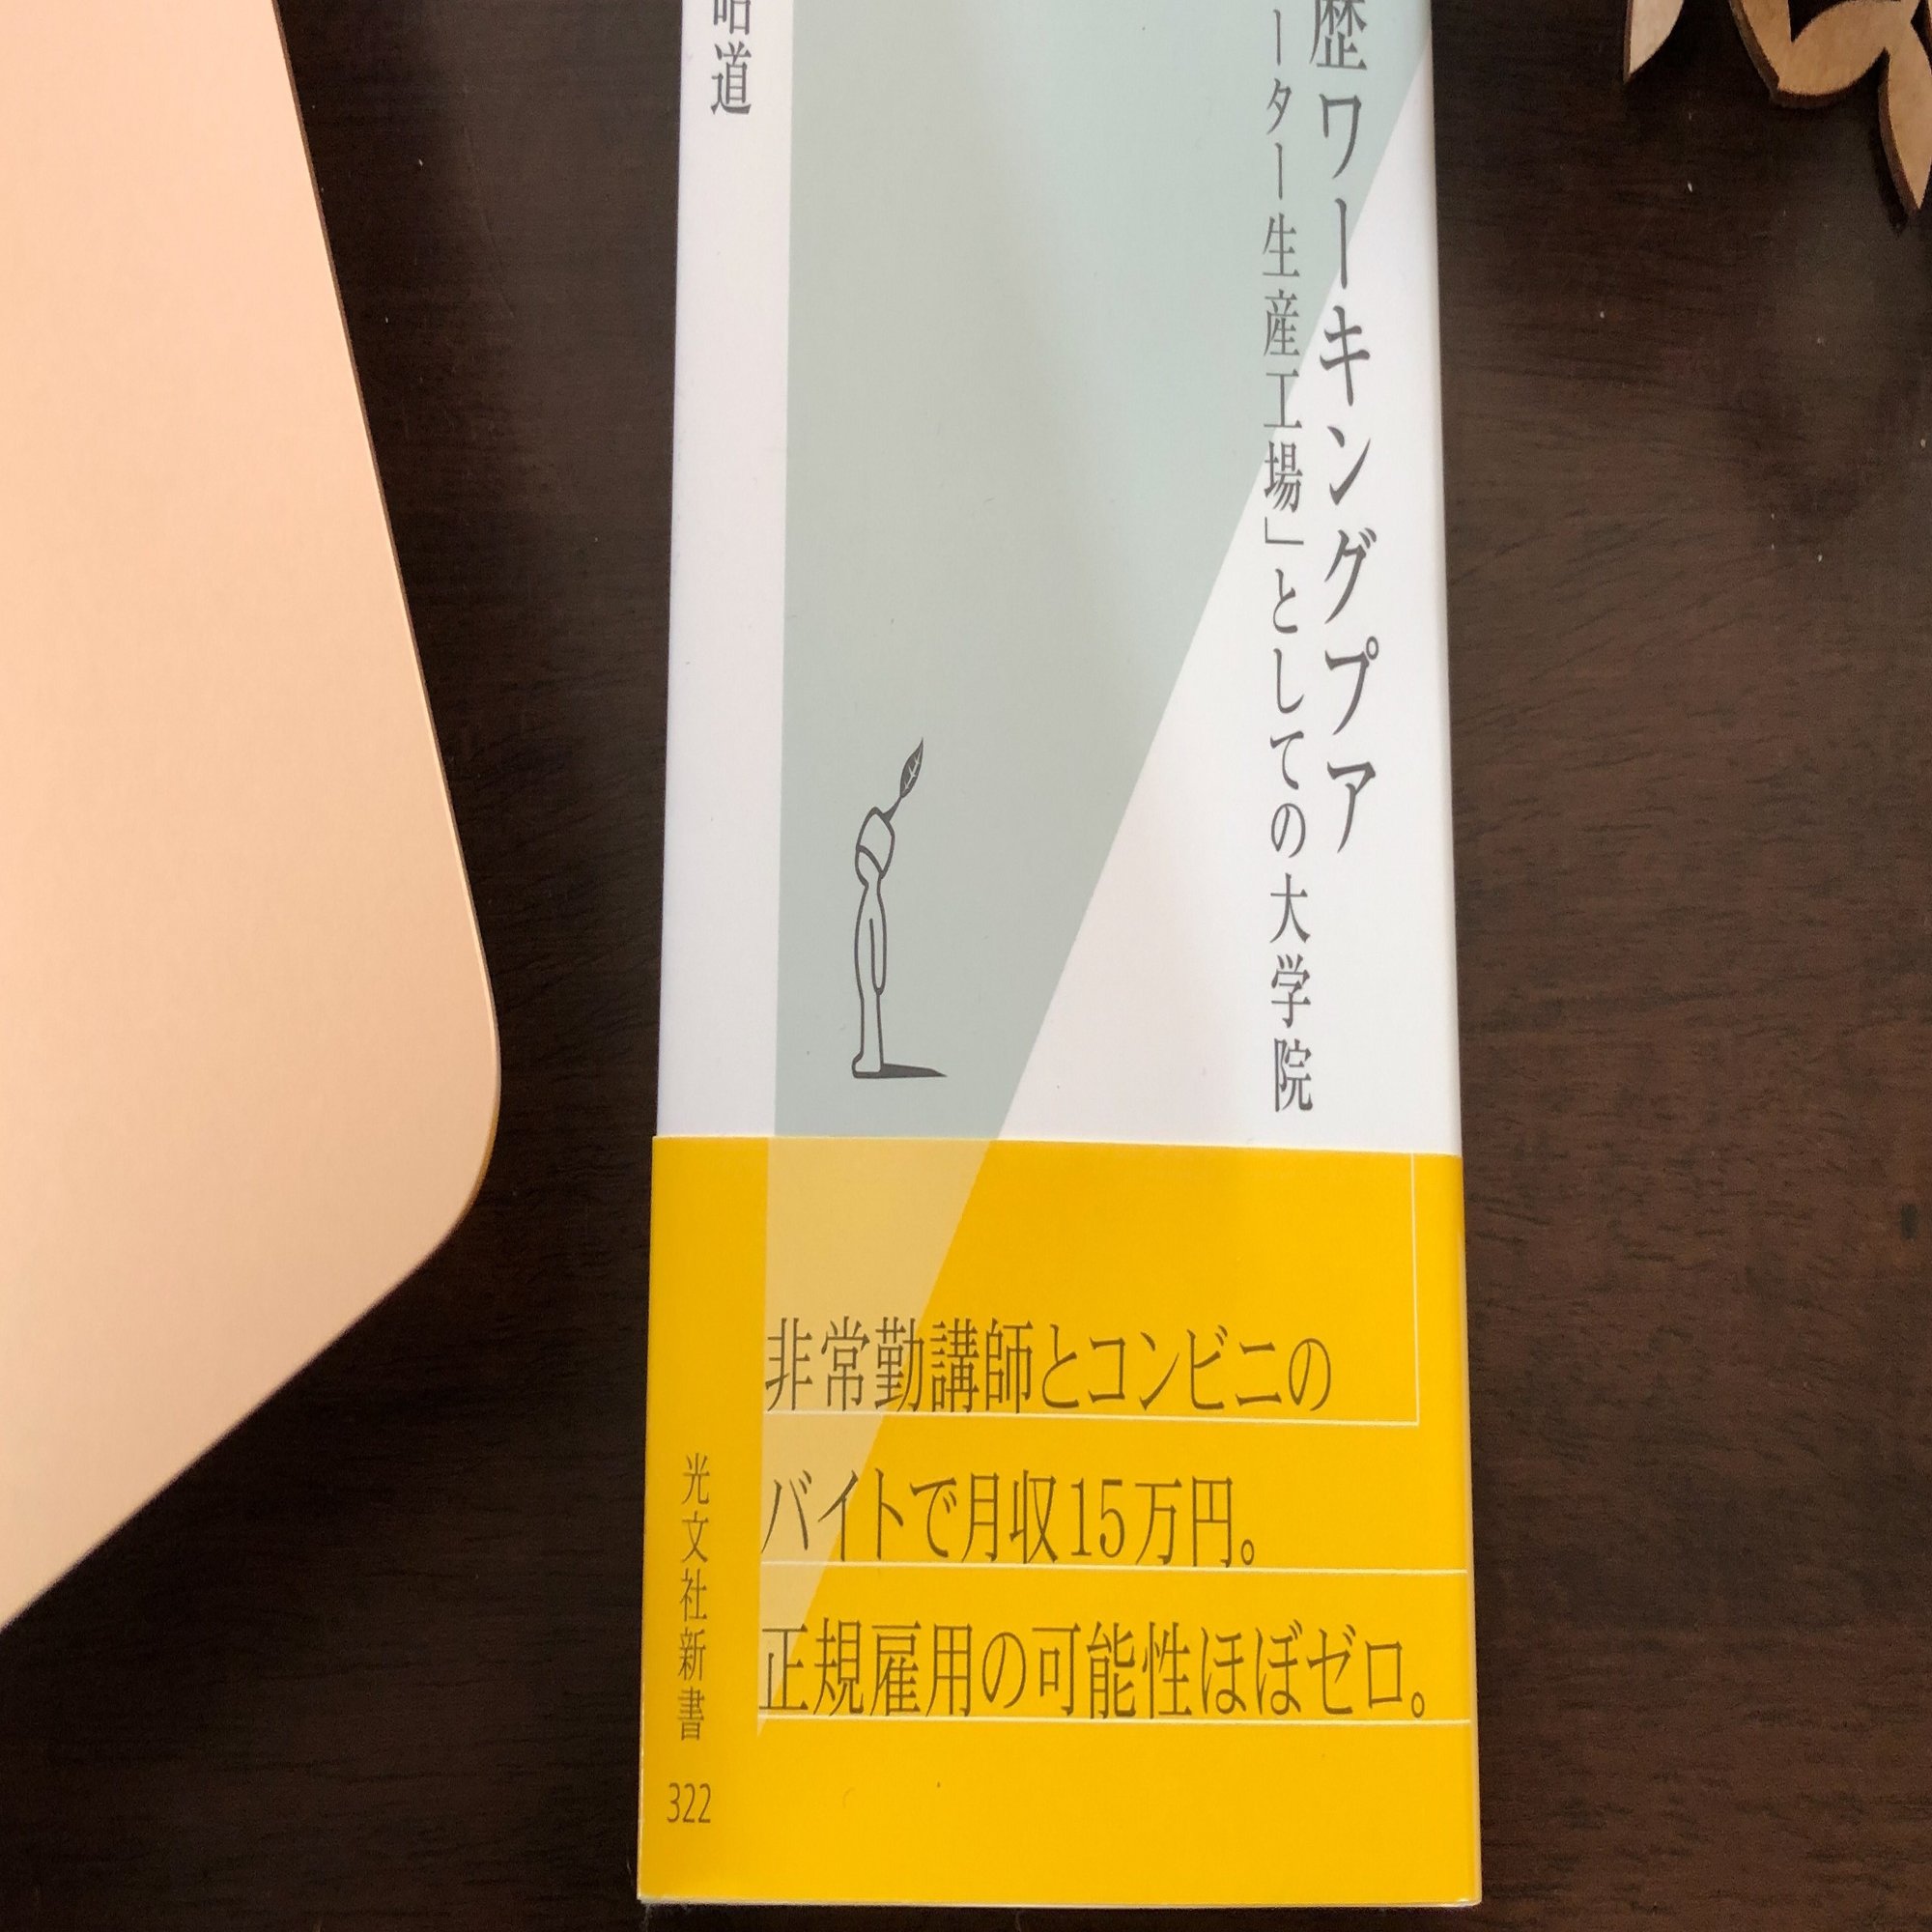 歴ワーキングプア
ーター生産工場」としての大学院
昭道
非常勤講師とコンビニの
バイトで月収15万円。
正規雇用の可能性ほぼゼロ。
光文社新書
322